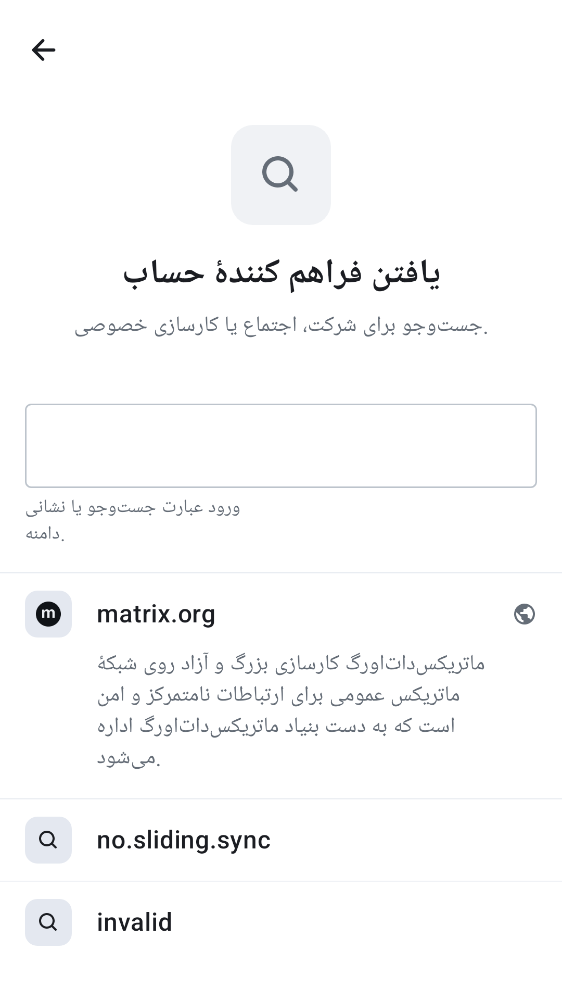 یافتن فراهم کنندهٔ حساب
جست‌وجو برای شرکت، اجتماع یا کارسازی خصوصی.
ورود عبارت جست‌وجو یا نشانی
دامنه.
m
matrix.org
ماتریکس‌دات‌اورگ کارسازی بزرگ و آزاد روی شبکهٔ
ماتریکس عمومی برای ارتباطات نامتمرکز و امن
است که به دست بنیاد ماتریکس‌دات‌اورگ اداره
می‌شود.
no.sliding.sync
invalid